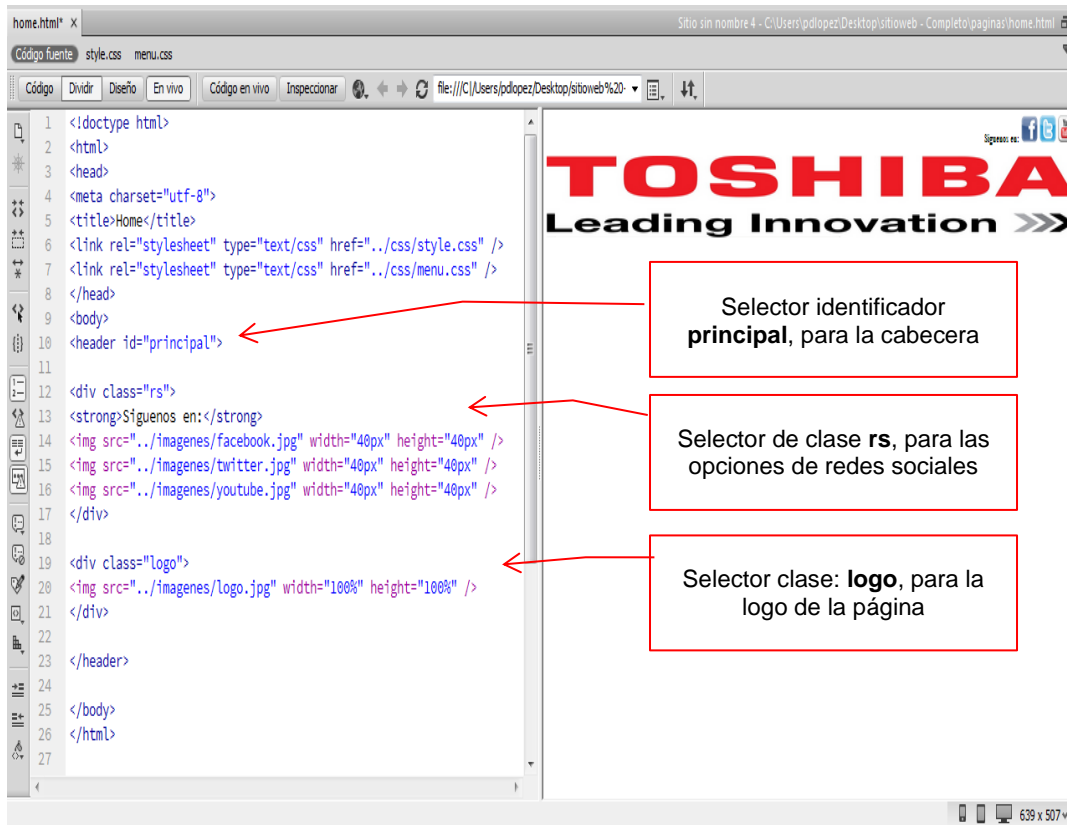 home.html* X
Sitio sin nombre 4 - C:\Users\pdlopez\Desktop\sitioweb - Completo\paginas\home.html
Código fuente style.css menu.css
Código Dividir Diseño En vivo Código en vivo Inspeccionar file:///C|/Users/pdlopez/Desktop/sitioweb%20-
1 <!doctype html>
2 <html>
3 <head>
4 <meta charset="utf-8">
5 <title>Home</title>
6 <link rel="stylesheet" type="text/css" href="../css/style.css" />
7 <link rel="stylesheet" type="text/css" href="../css/menu.css" />
8 </head>
9 <body>
10 <header id="principal">
11
12 <div class="rs">
13 <strong>Siguenos en:</strong>
14 <img src="../imagenes/facebook.jpg" width="40px" height="40px" />
15 <img src="../imagenes/twitter.jpg" width="40px" height="40px" />
16 <img src="../imagenes/youtube.jpg" width="40px" height="40px" />
17 </div>
18
19 <div class="logo">
20 <img src="../imagenes/logo.jpg" width="100%" height="100%" />
21 </div>
22
23 </header>
24
25 </body>
26 </html>
27
Siguenos en:
TOSHIBA
Leading Innovation
Selector identificador
principal, para la cabecera
Selector de clase rs, para las
opciones de redes sociales
Selector clase: logo, para la
logo de la página
639 x 507